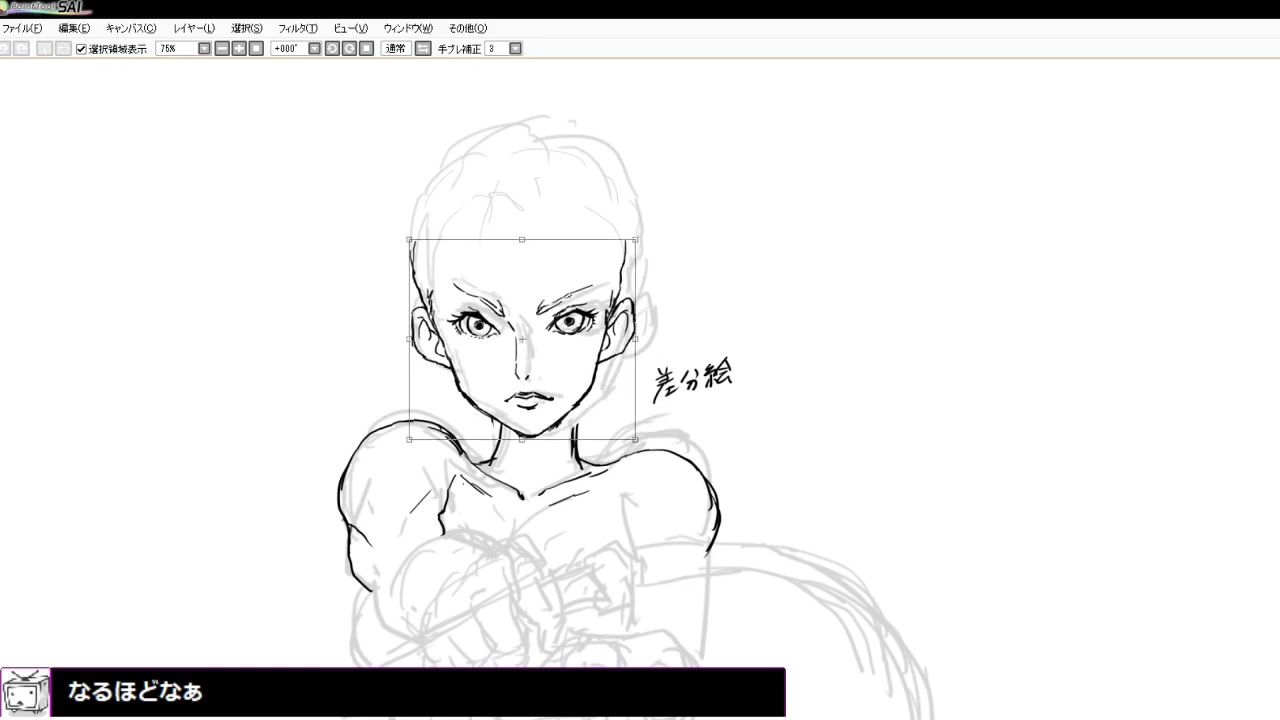 PaintTool SAI
ファイル(F) 編集(E) キャンバス(C) レイヤー(L) 選択(S) フィルタ(T) ビュー(V) ウィンドウ(W) その他(O)
選択領域表示 75% +000° 通常 手ブレ補正 3
差分絵
なるほどなぁ